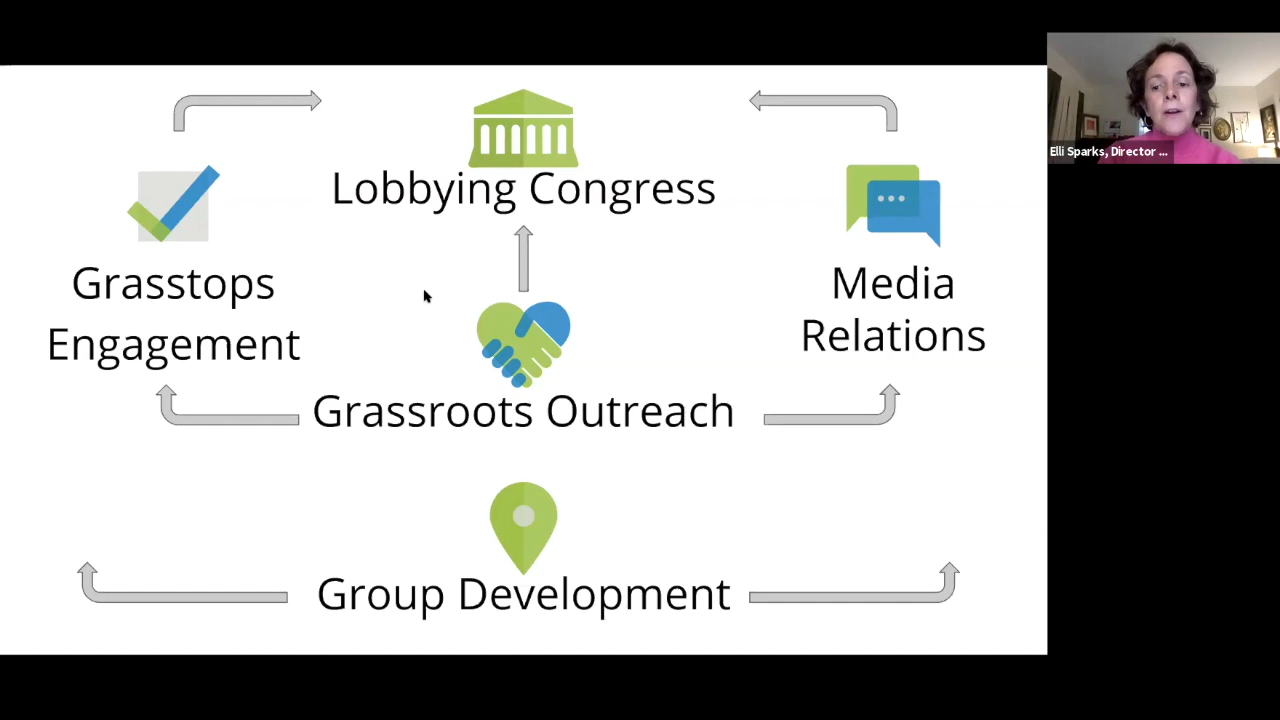 Lobbying Congress
Grasstops
Engagement
Media
Relations
Grassroots Outreach
Group Development
Elli Sparks, Director ...